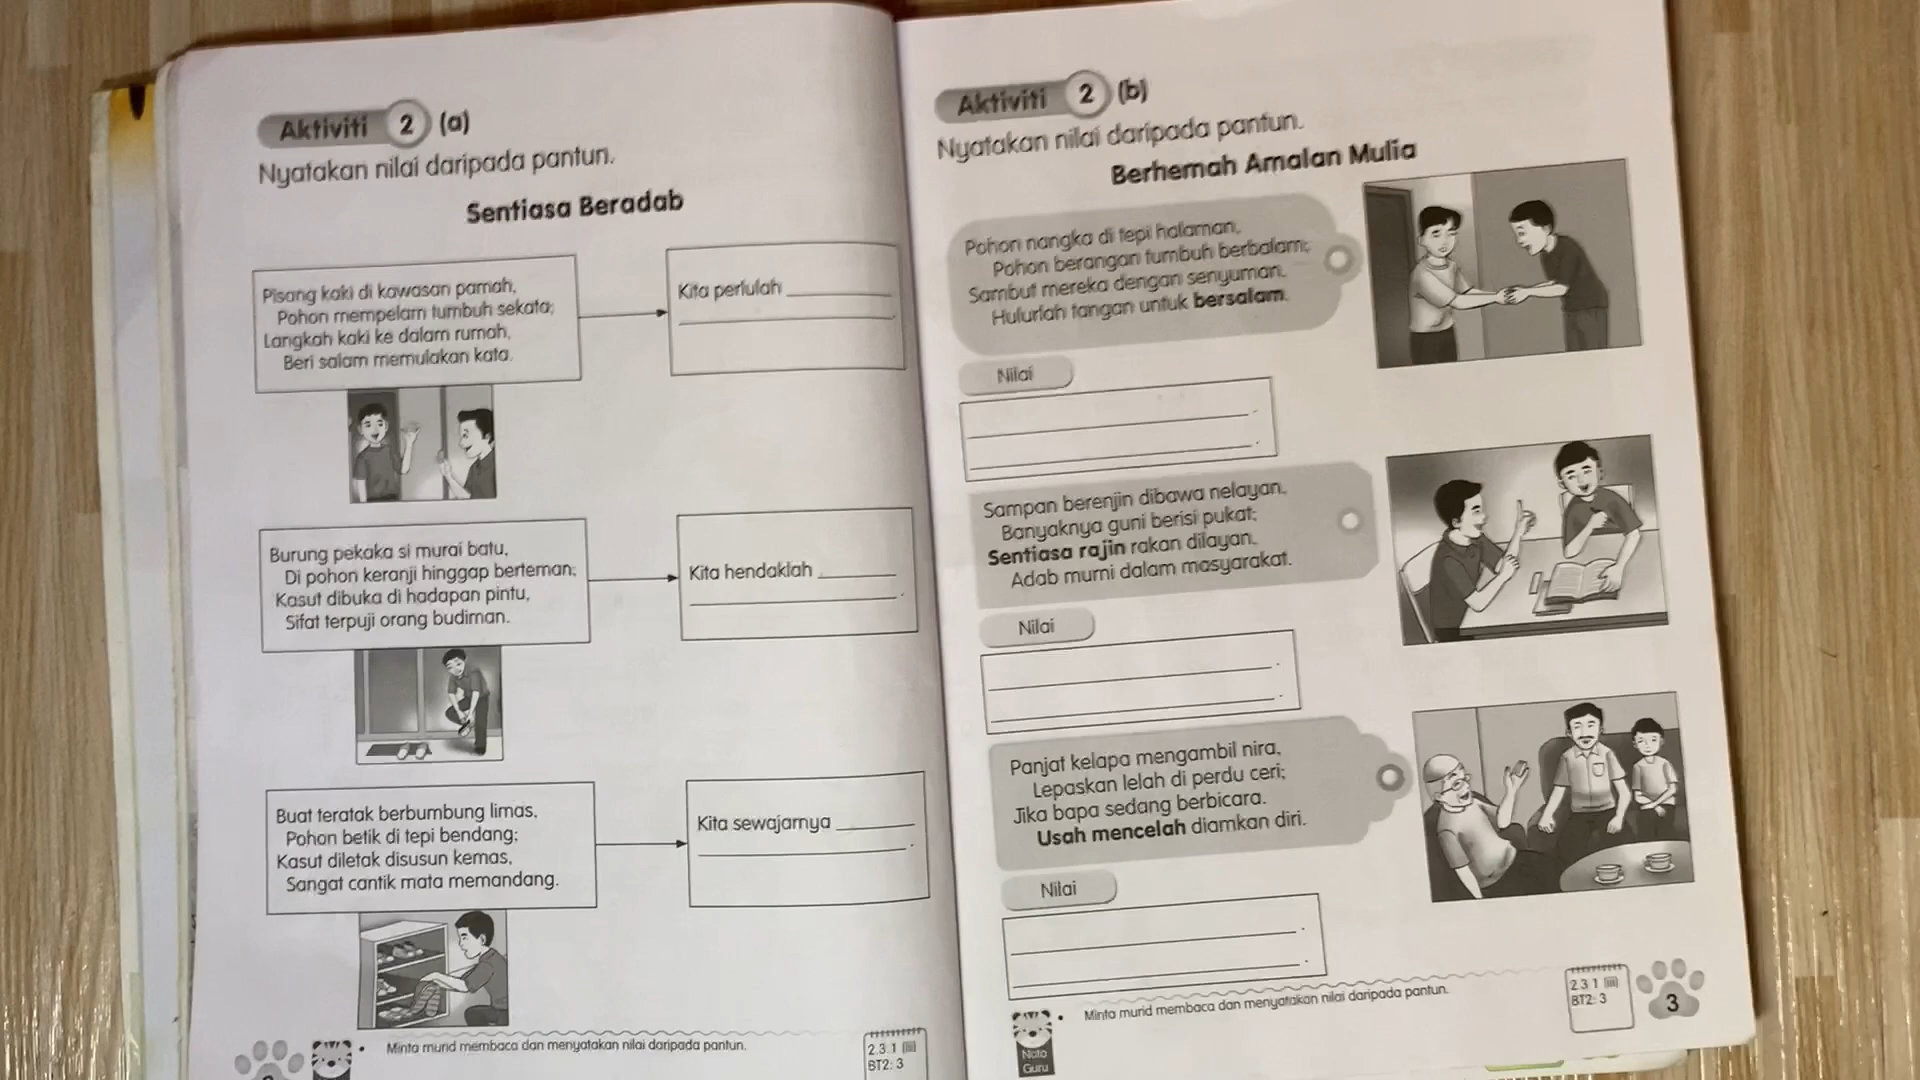 Aktiviti 2 (a)
Nyatakan nilai daripada pantun.
Sentiasa Beradab
Pisang kaki di kawasan pamah,
Pohon mempelam tumbuh sekata;
Langkah kaki ke dalam rumah,
Beri salam memulakan kata.
Kita perlulah
.
Burung pekaka si murai batu,
Di pohon keranji hinggap berteman;
Kasut dibuka di hadapan pintu,
Sifat terpuji orang budiman.
Kita hendaklah
.
Buat teratak berbumbung limas,
Pohon betik di tepi bendang;
Kasut diletak disusun kemas,
Sangat cantik mata memandang.
Kita sewajarnya
.
Minta murid membaca dan menyatakan nilai daripada pantun.
2.3.1
BT2: 3
Aktiviti 2 (b)
Nyatakan nilai daripada pantun.
Berhemah Amalan Mulia
Pohon nangka di tepi halaman,
Pohon berangan tumbuh berbalam;
Sambut mereka dengan senyuman,
Hulurlah tangan untuk bersalam.
Nilai
Sampan berenjin dibawa nelayan,
Banyaknya guni berisi pukat;
Sentiasa rajin rakan dilayan,
Adab murni dalam masyarakat.
Nilai
Panjat kelapa mengambil nira,
Lepaskan lelah di perdu ceri;
Jika bapa sedang berbicara,
Usah mencelah diamkan diri.
Nilai
Nota
Guru
Minta murid membaca dan menyatakan nilai daripada pantun.
2.3.1
BT2: 3
3